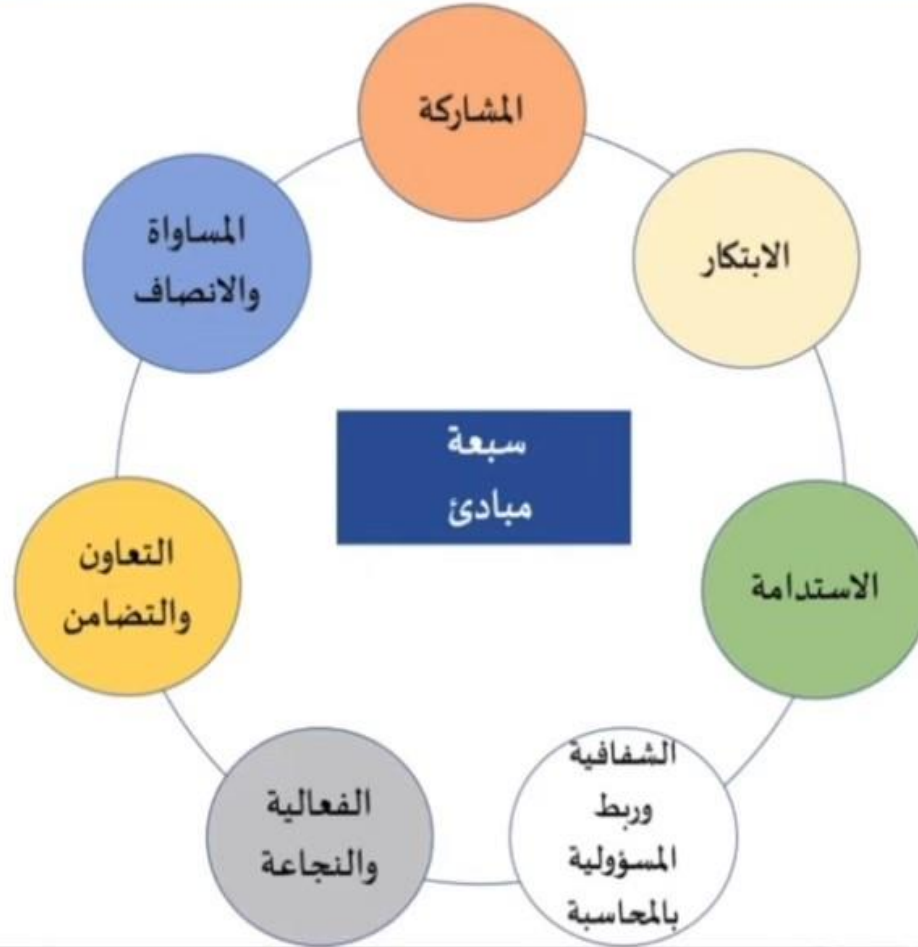 المشاركة
الابتكار
الاستدامة
الشفافية
وربط
المسؤولية
بالمحاسبة
الفعالية
والنجاعة
التعاون
والتضامن
المساواة
والانصاف
سبعة
مبادئ